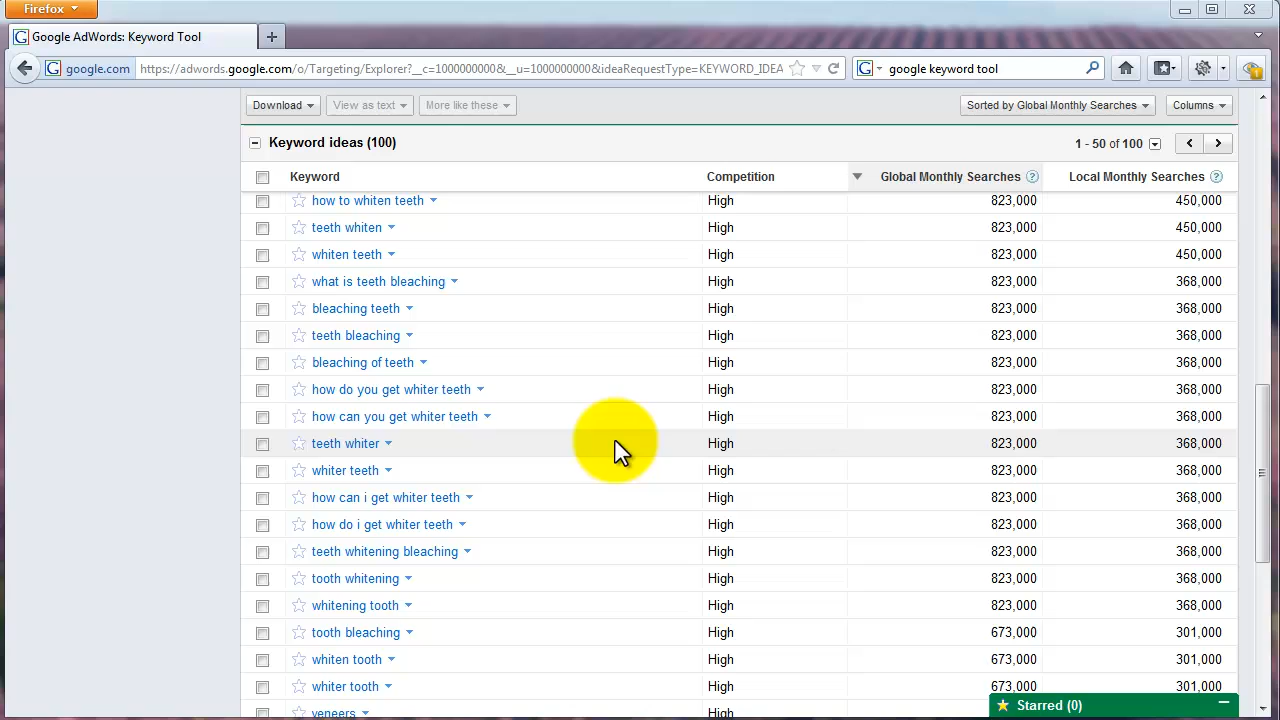 Firefox
Google AdWords: Keyword Tool
google.com https://adwords.google.com/o/Targeting/Explorer?__c=1000000000&__u=1000000000&ideaRequestType=KEYWORD_IDEA google keyword tool
Download View as text More like these Sorted by Global Monthly Searches Columns
Keyword ideas (100) 1 - 50 of 100
Keyword Competition Global Monthly Searches ? Local Monthly Searches ?
how to whiten teeth High 823,000 450,000
teeth whiten High 823,000 450,000
whiten teeth High 823,000 450,000
what is teeth bleaching High 823,000 368,000
bleaching teeth High 823,000 368,000
teeth bleaching High 823,000 368,000
bleaching of teeth High 823,000 368,000
how do you get whiter teeth High 823,000 368,000
how can you get whiter teeth High 823,000 368,000
teeth whiter High 823,000 368,000
whiter teeth High 823,000 368,000
how can i get whiter teeth High 823,000 368,000
how do i get whiter teeth High 823,000 368,000
teeth whitening bleaching High 823,000 368,000
tooth whitening High 823,000 368,000
whitening tooth High 823,000 368,000
tooth bleaching High 673,000 301,000
whiten tooth High 673,000 301,000
whiter tooth High 673,000 301,000
veneers
Starred (0)